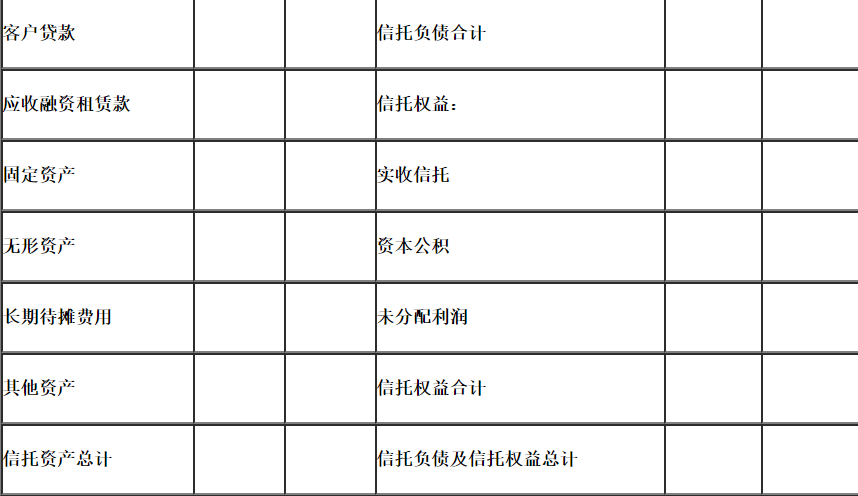 客户贷款 信托负债合计
应收融资租赁款 信托权益：
固定资产 实收信托
无形资产 资本公积
长期待摊费用 未分配利润
其他资产 信托权益合计
信托资产总计 信托负债及信托权益总计